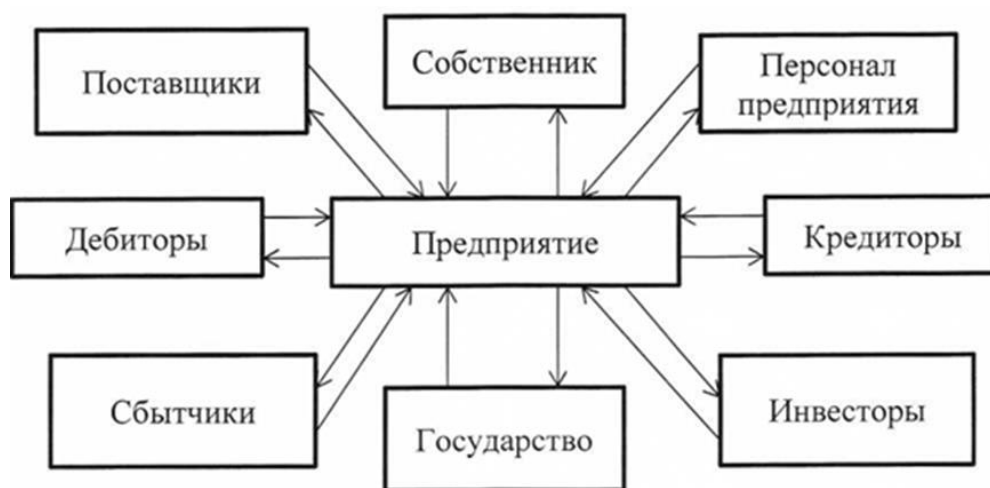 Поставщики
Собственник
Персонал
предприятия
Дебиторы
Предприятие
Кредиторы
Сбытчики
Государство
Инвесторы